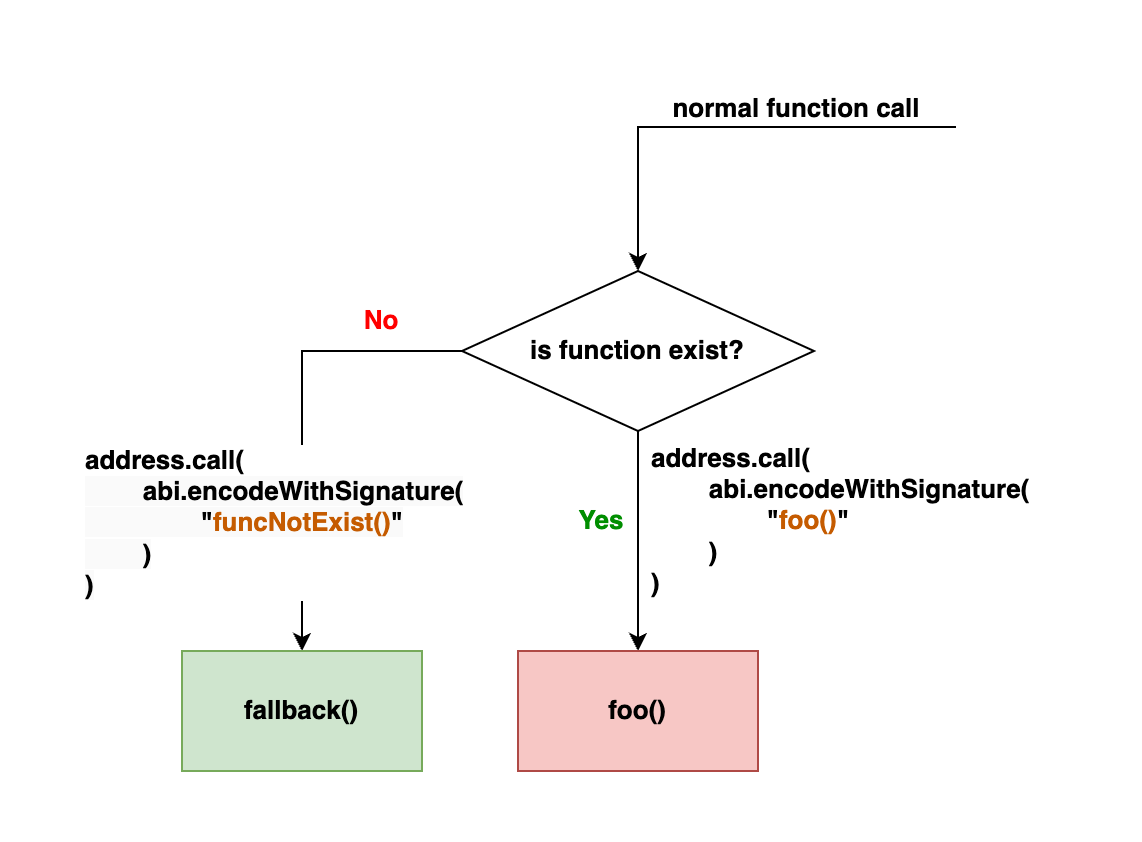 normal function call
No
is function exist?
address.call(
abi.encodeWithSignature(
"funcNotExist()"
)
)
Yes
address.call(
abi.encodeWithSignature(
"foo()"
)
)
fallback()
foo()